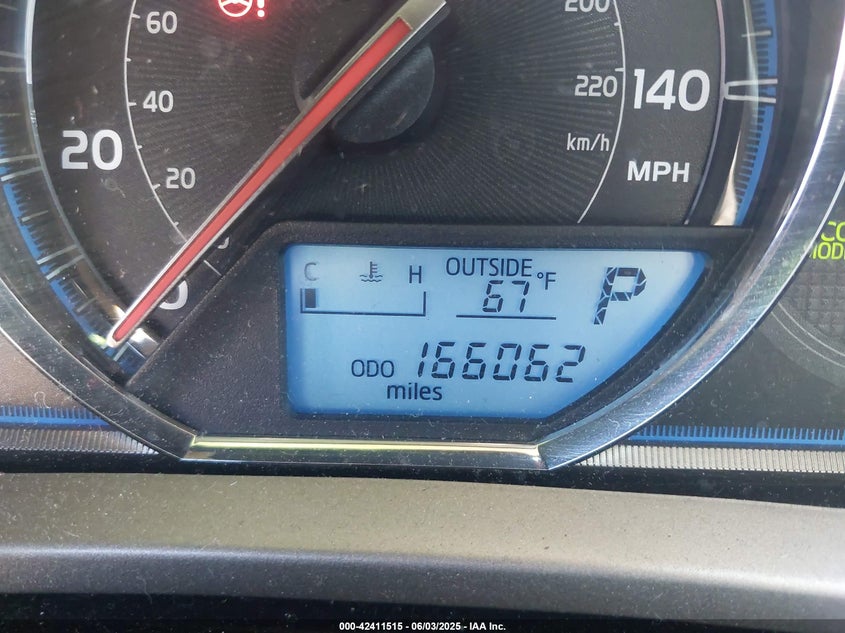 60
40
20
20
0
200
220
140
km/h
MPH
C H OUTSIDE
67 °F
P
ODO 166062
miles
000-42411515 - 06/03/2025 - IAA Inc.